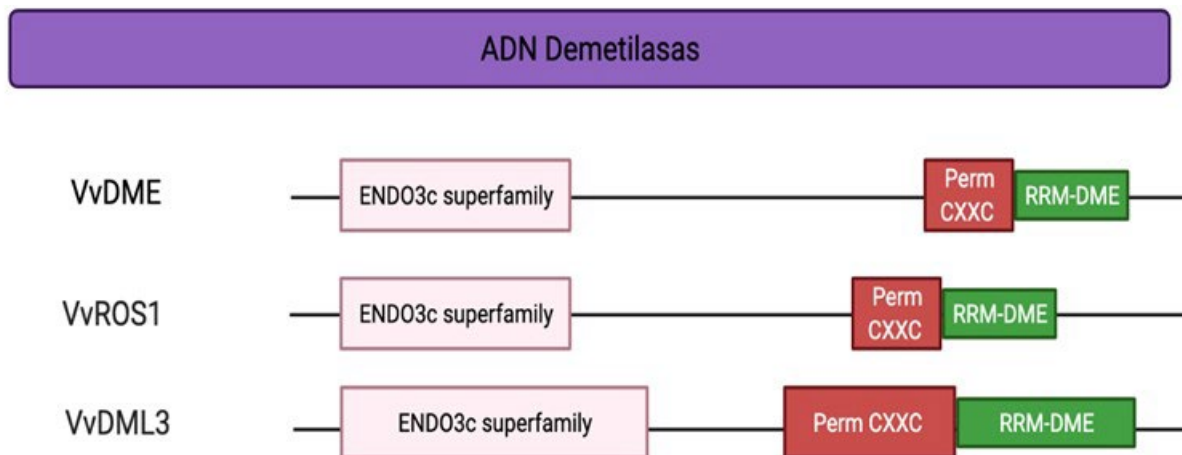 ADN Demetilasas
VvDME
ENDO3c superfamily
Perm
CXXC
RRM-DME
VvROS1
ENDO3c superfamily
Perm
CXXC
RRM-DME
VvDML3
ENDO3c superfamily
Perm CXXC
RRM-DME